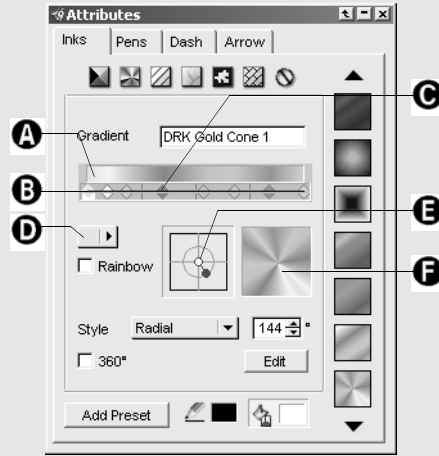 Attributes
Inks Pens Dash Arrow
C
A
Gradient DRK Gold Cone 1
B
D
E
Rainbow
F
Style Radial 144 °
360° Edit
Add Preset